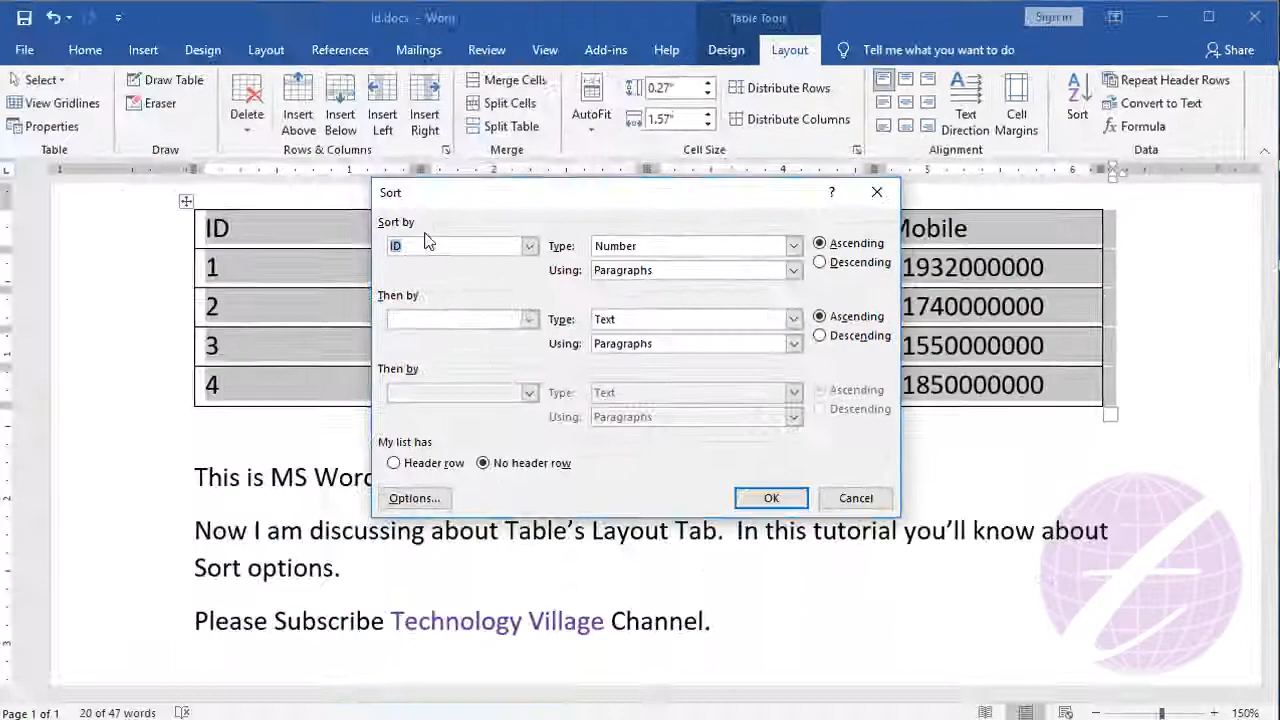 Id.docx - Word
Table Tools
Sign in
File Home Insert Design Layout References Mailings Review View Add-ins Help Design Layout Tell me what you want to do Share
Select
View Gridlines
Properties
Table
Draw Table
Eraser
Draw
Delete
Insert Above
Insert Below
Insert Left
Insert Right
Rows & Columns
Merge Cells
Split Cells
Split Table
Merge
AutoFit
0.27"
1.57"
Distribute Rows
Distribute Columns
Cell Size
Text Direction
Cell Margins
Alignment
Sort
Repeat Header Rows
Convert to Text
Formula
Data
1 1 2 4 5 6
Sort
Sort by
ID Type: Number Ascending
Using: Paragraphs Descending
Then by
Type: Text Ascending
Using: Paragraphs Descending
Then by
Type: Text Ascending
Using: Paragraphs Descending
My list has
Header row No header row
Options... OK Cancel
ID Mobile
1 1932000000
2 1740000000
3 1550000000
4 1850000000
This is MS Word
Now I am discussing about Table’s Layout Tab. In this tutorial you’ll know about
Sort options.
Please Subscribe Technology Village Channel.
Page 1 of 1 20 of 47 words 150%